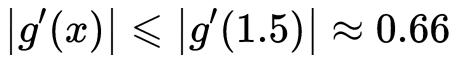 |g′(x)| ⩽ |g′(1.5)| ≈ 0.66